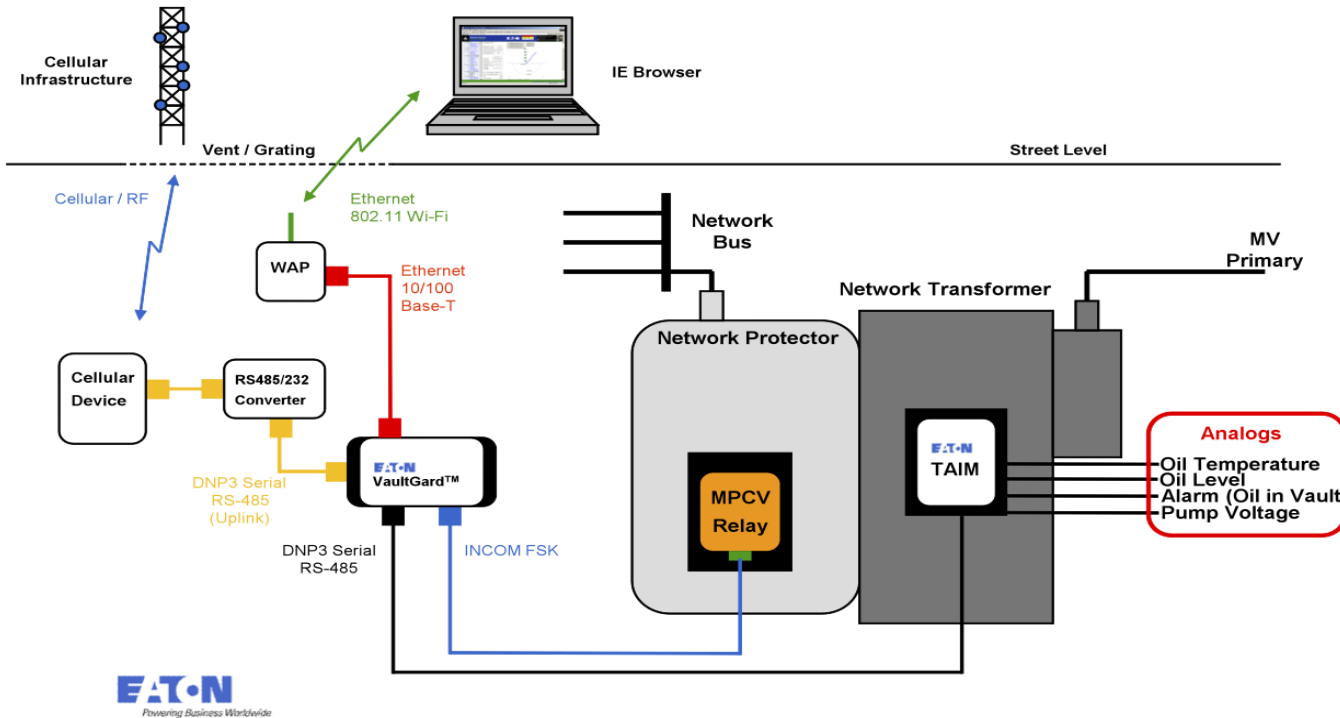 Cellular
Infrastructure
IE Browser
Vent / Grating
Street Level
Cellular / RF
Ethernet
802.11 Wi-Fi
Network
Bus
MV
Primary
WAP
Ethernet
10/100
Base-T
Network Transformer
Network Protector
Cellular
Device
RS485/232
Converter
Analogs
EATON
TAIM
Oil Temperature
Oil Level
Alarm (Oil in Vault
Pump Voltage
EATON
VaultGard™
MPCV
Relay
DNP3 Serial
RS-485
(Uplink)
DNP3 Serial
RS-485
INCOM FSK
EATON
Powering Business Worldwide